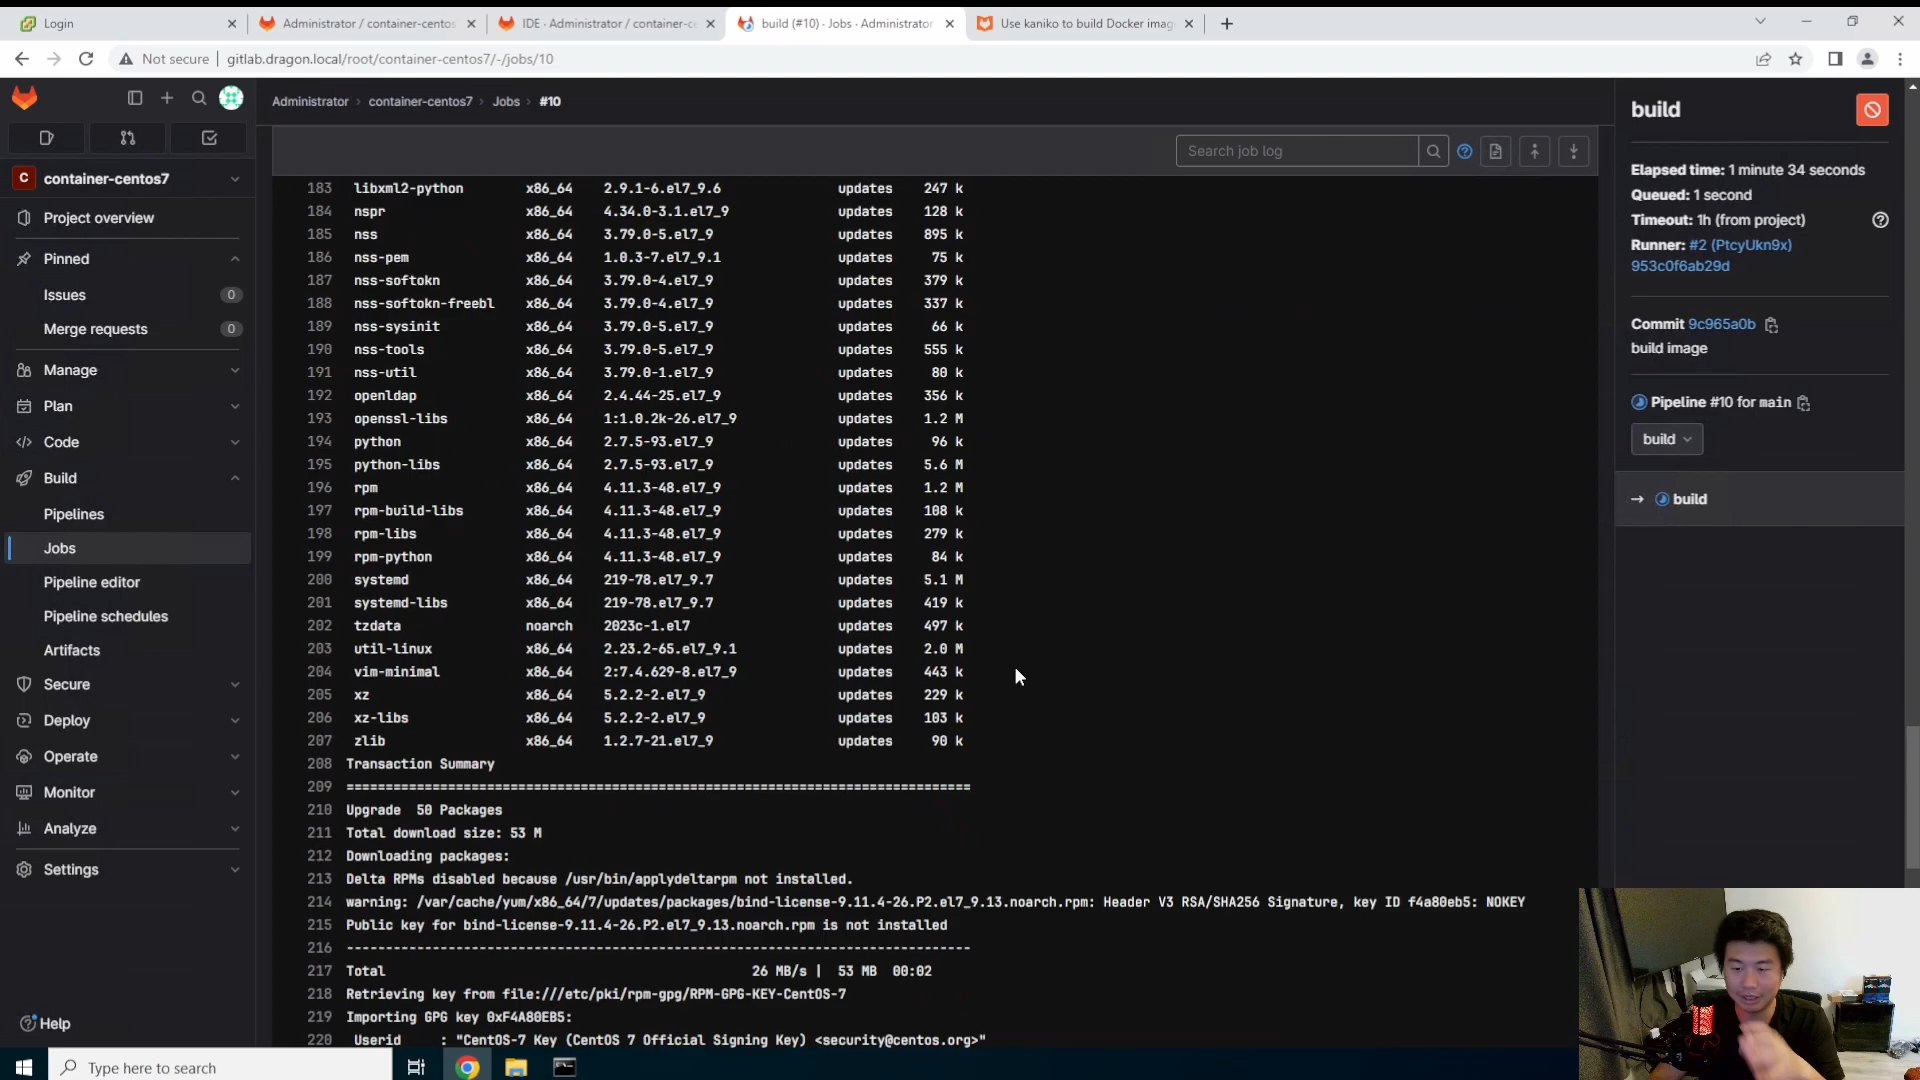 Login
Administrator / container-centos
IDE · Administrator / container-ce
build (#10) · Jobs · Administrator
Use kaniko to build Docker imag
Not secure
gitlab.dragon.local/root/container-centos7/-/jobs/10
Administrator › container-centos7 › Jobs › #10
Search job log
C container-centos7
Project overview
Pinned
Issues 0
Merge requests 0
Manage
Plan
Code
Build
Pipelines
Jobs
Pipeline editor
Pipeline schedules
Artifacts
Secure
Deploy
Operate
Monitor
Analyze
Settings
Help
183 libxml2-python x86_64 2.9.1-6.el7_9.6 updates 247 k
184 nspr x86_64 4.34.0-3.1.el7_9 updates 128 k
185 nss x86_64 3.79.0-5.el7_9 updates 895 k
186 nss-pem x86_64 1.0.3-7.el7_9.1 updates 75 k
187 nss-softokn x86_64 3.79.0-4.el7_9 updates 379 k
188 nss-softokn-freebl x86_64 3.79.0-4.el7_9 updates 337 k
189 nss-sysinit x86_64 3.79.0-5.el7_9 updates 66 k
190 nss-tools x86_64 3.79.0-5.el7_9 updates 555 k
191 nss-util x86_64 3.79.0-1.el7_9 updates 80 k
192 openldap x86_64 2.4.44-25.el7_9 updates 356 k
193 openssl-libs x86_64 1:1.0.2k-26.el7_9 updates 1.2 M
194 python x86_64 2.7.5-93.el7_9 updates 96 k
195 python-libs x86_64 2.7.5-93.el7_9 updates 5.6 M
196 rpm x86_64 4.11.3-48.el7_9 updates 1.2 M
197 rpm-build-libs x86_64 4.11.3-48.el7_9 updates 108 k
198 rpm-libs x86_64 4.11.3-48.el7_9 updates 279 k
199 rpm-python x86_64 4.11.3-48.el7_9 updates 84 k
200 systemd x86_64 219-78.el7_9.7 updates 5.1 M
201 systemd-libs x86_64 219-78.el7_9.7 updates 419 k
202 tzdata noarch 2023c-1.el7 updates 497 k
203 util-linux x86_64 2.23.2-65.el7_9.1 updates 2.0 M
204 vim-minimal x86_64 2:7.4.629-8.el7_9 updates 443 k
205 xz x86_64 5.2.2-2.el7_9 updates 229 k
206 xz-libs x86_64 5.2.2-2.el7_9 updates 103 k
207 zlib x86_64 1.2.7-21.el7_9 updates 90 k
208 Transaction Summary
209 ================================================================================
210 Upgrade 50 Packages
211 Total download size: 53 M
212 Downloading packages:
213 Delta RPMs disabled because /usr/bin/applydeltarpm not installed.
214 warning: /var/cache/yum/x86_64/7/updates/packages/bind-license-9.11.4-26.P2.el7_9.13.noarch.rpm: Header V3 RSA/SHA256 Signature, key ID f4a80eb5: NOKEY
215 Public key for bind-license-9.11.4-26.P2.el7_9.13.noarch.rpm is not installed
216 --------------------------------------------------------------------------------
217 Total 26 MB/s | 53 MB 00:02
218 Retrieving key from file:///etc/pki/rpm-gpg/RPM-GPG-KEY-CentOS-7
219 Importing GPG key 0xF4A80EB5:
220 Userid : "CentOS-7 Key (CentOS 7 Official Signing Key) <security@centos.org>"
build
Elapsed time: 1 minute 34 seconds
Queued: 1 second
Timeout: 1h (from project)
Runner: #2 (PtcyUkn9x)
953c0f6ab29d
Commit 9c965a0b
build image
Pipeline #10 for main
build
→ build
Type here to search